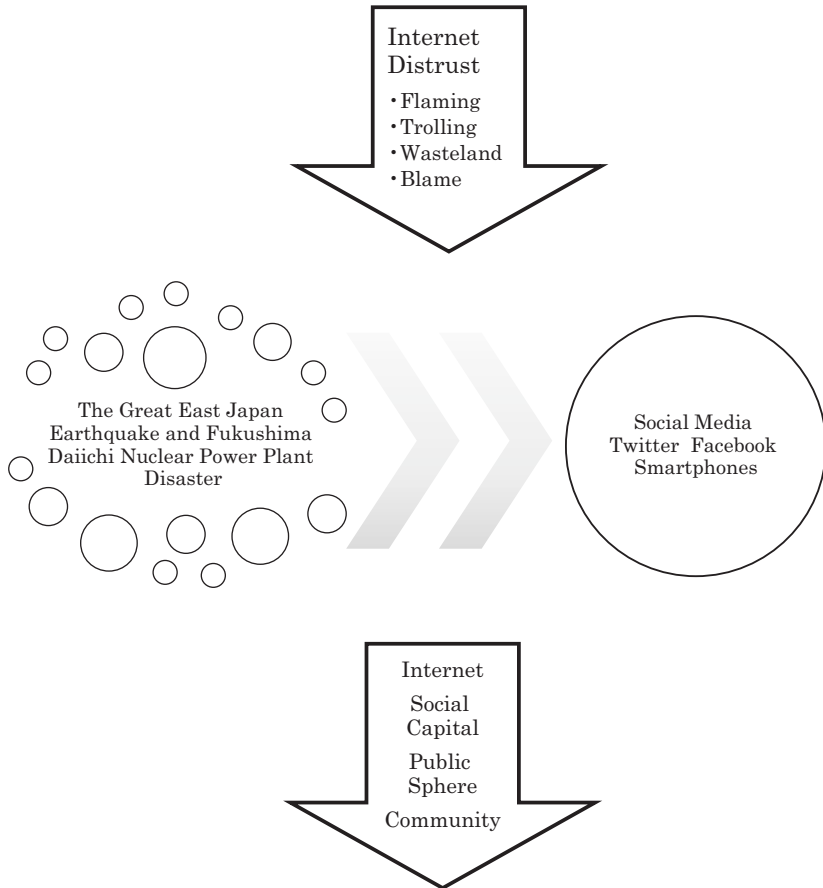 Internet
Distrust
・Flaming
・Trolling
・Wasteland
・Blame
The Great East Japan
Earthquake and Fukushima
Daiichi Nuclear Power Plant
Disaster
Social Media
Twitter Facebook
Smartphones
Internet
Social
Capital
Public
Sphere
Community